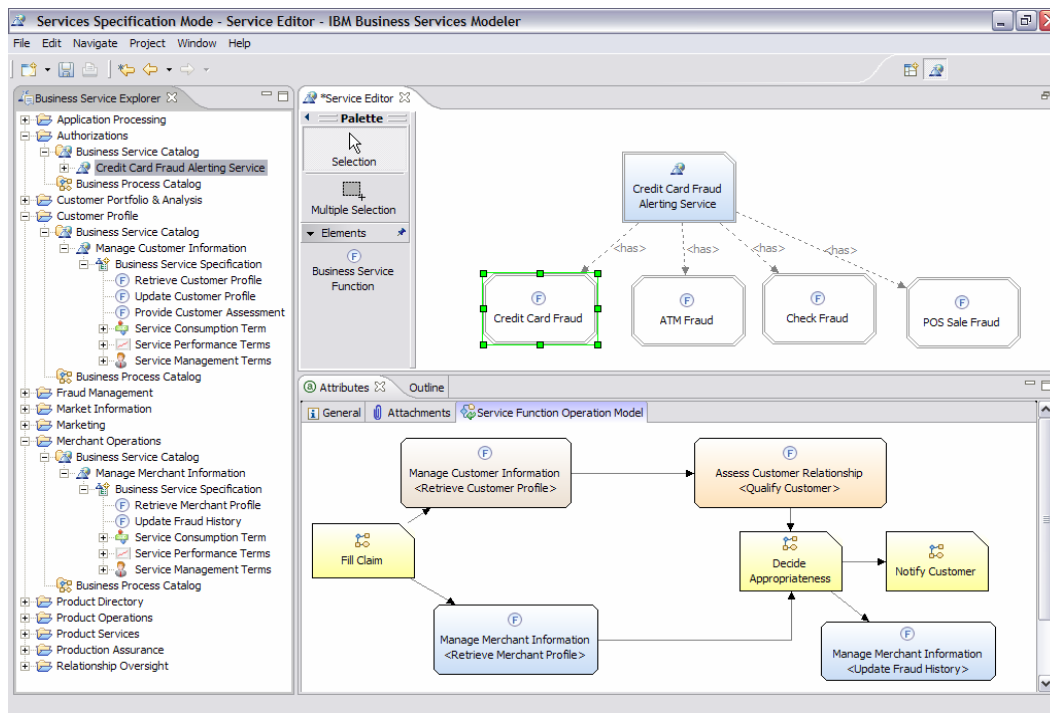 Services Specification Mode - Service Editor - IBM Business Services Modeler
File Edit Navigate Project Window Help
Business Service Explorer
Application Processing
Authorizations
Business Service Catalog
Credit Card Fraud Alerting Service
Business Process Catalog
Customer Portfolio & Analysis
Customer Profile
Business Service Catalog
Manage Customer Information
Business Service Specification
F Retrieve Customer Profile
F Update Customer Profile
F Provide Customer Assessment
Service Consumption Term
Service Performance Terms
Service Management Terms
Business Process Catalog
Fraud Management
Market Information
Marketing
Merchant Operations
Business Service Catalog
Manage Merchant Information
Business Service Specification
F Retrieve Merchant Profile
F Update Fraud History
Service Consumption Term
Service Performance Terms
Service Management Terms
Business Process Catalog
Product Directory
Product Operations
Product Services
Production Assurance
Relationship Oversight
*Service Editor
Palette
Selection
Multiple Selection
Elements
F
Business Service
Function
Credit Card Fraud
Alerting Service
<has>
<has>
<has>
<has>
F
Credit Card Fraud
F
ATM Fraud
F
Check Fraud
F
POS Sale Fraud
@ Attributes
Outline
i General
Attachments
Service Function Operation Model
F
Manage Customer Information
<Retrieve Customer Profile>
F
Assess Customer Relationship
<Qualify Customer>
Fill Claim
Decide
Appropriateness
Notify Customer
F
Manage Merchant Information
<Retrieve Merchant Profile>
F
Manage Merchant Information
<Update Fraud History>